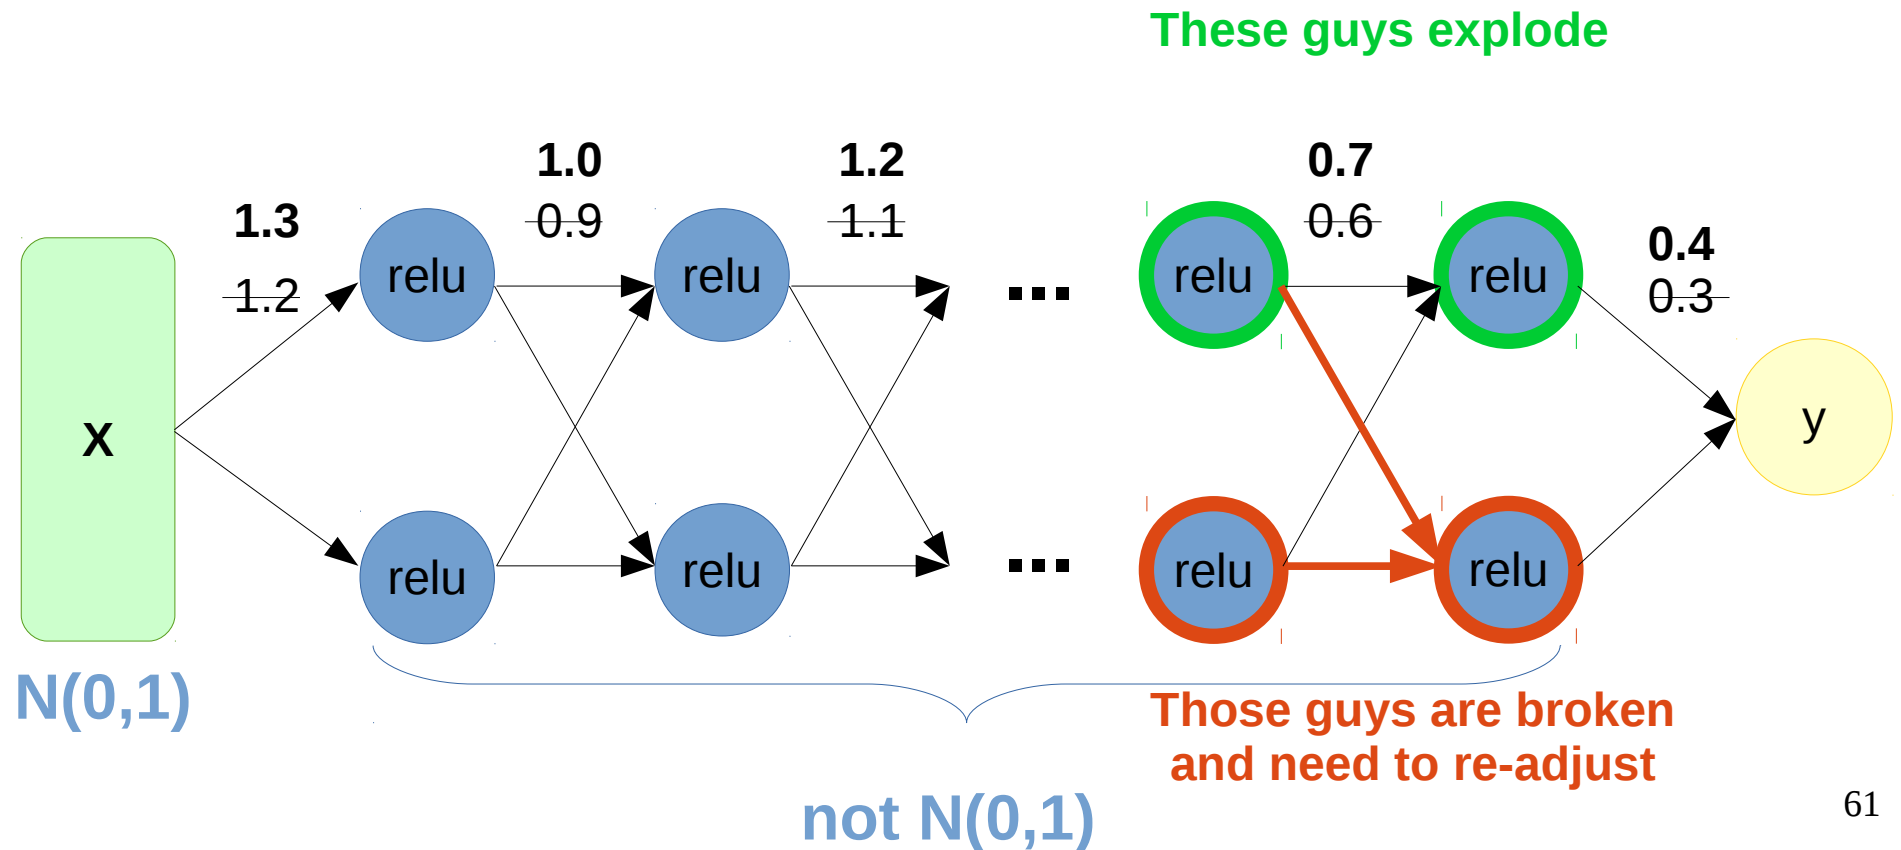 These guys explode
1.0
1.2
0.7
1.3
0.9
1.1
0.6
0.4
1.2
relu
relu
relu
relu
0.3
X
y
relu
relu
relu
relu
N(0,1)
Those guys are broken
and need to re-adjust
not N(0,1)
61